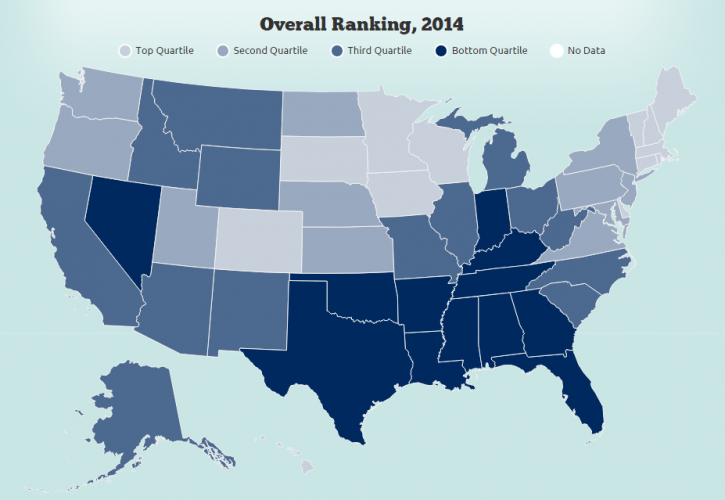 Overall Ranking, 2014
Top Quartile Second Quartile Third Quartile Bottom Quartile No Data